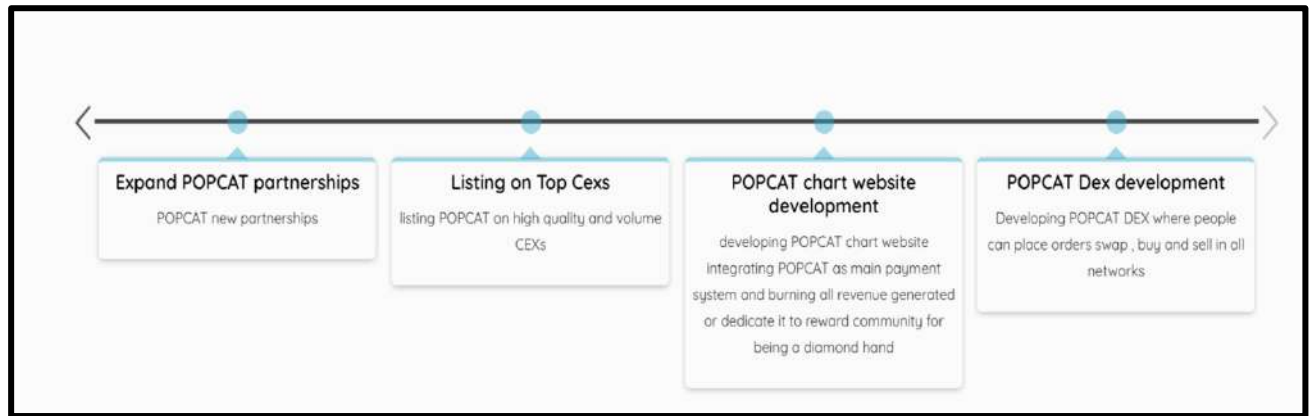 Expand POPCAT partnerships
POPCAT new partnerships
Listing on Top Cexs
listing POPCAT on high quality and volume
CEXs
POPCAT chart website
development
developing POPCAT chart website
integrating POPCAT as main payment
system and burning all revenue generated
or dedicate it to reward community for
being a diamond hand
POPCAT Dex development
Developing POPCAT DEX where people
can place orders swap , buy and sell in all
networks